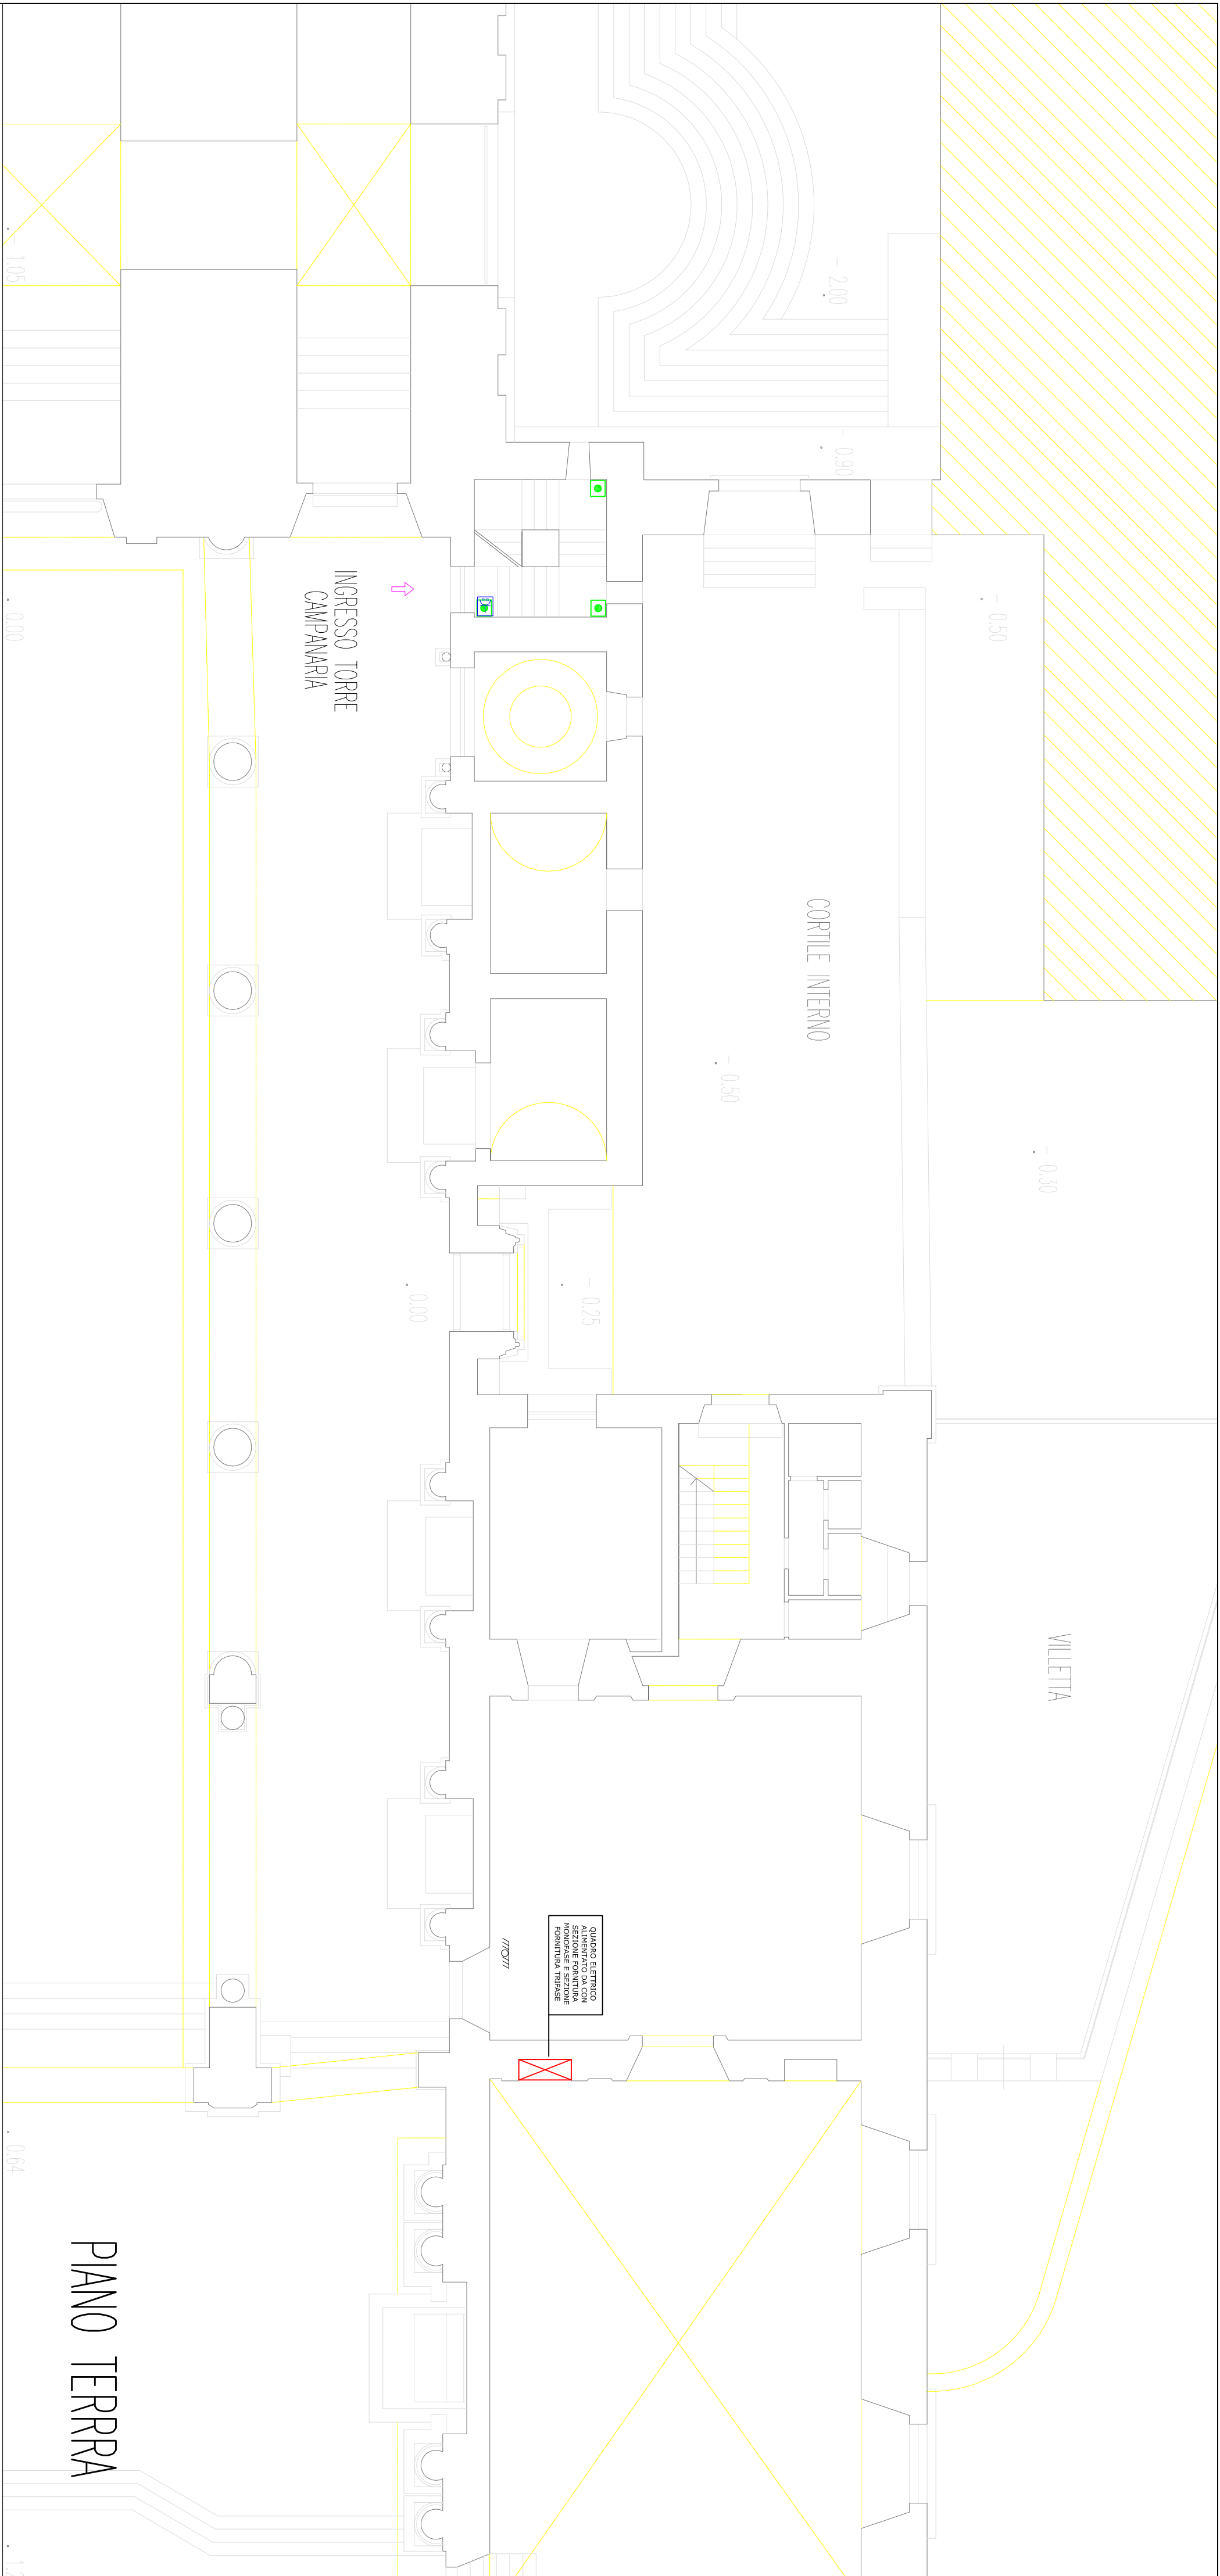 - 1.05
- 2.00
- 0.90
- 0.50
0.00
INGRESSO TORRE
CAMPANARIA
CORTILE INTERNO
- 0.50
- 0.30
- 0.25
0.00
VILLETTA
QUADRO ELETTRICO
ALIMENTATO DA CON
SEZIONE FORNITURA
MONOFASE E SEZIONE
FORNITURA TRIFASE
0.64
PIANO TERRA